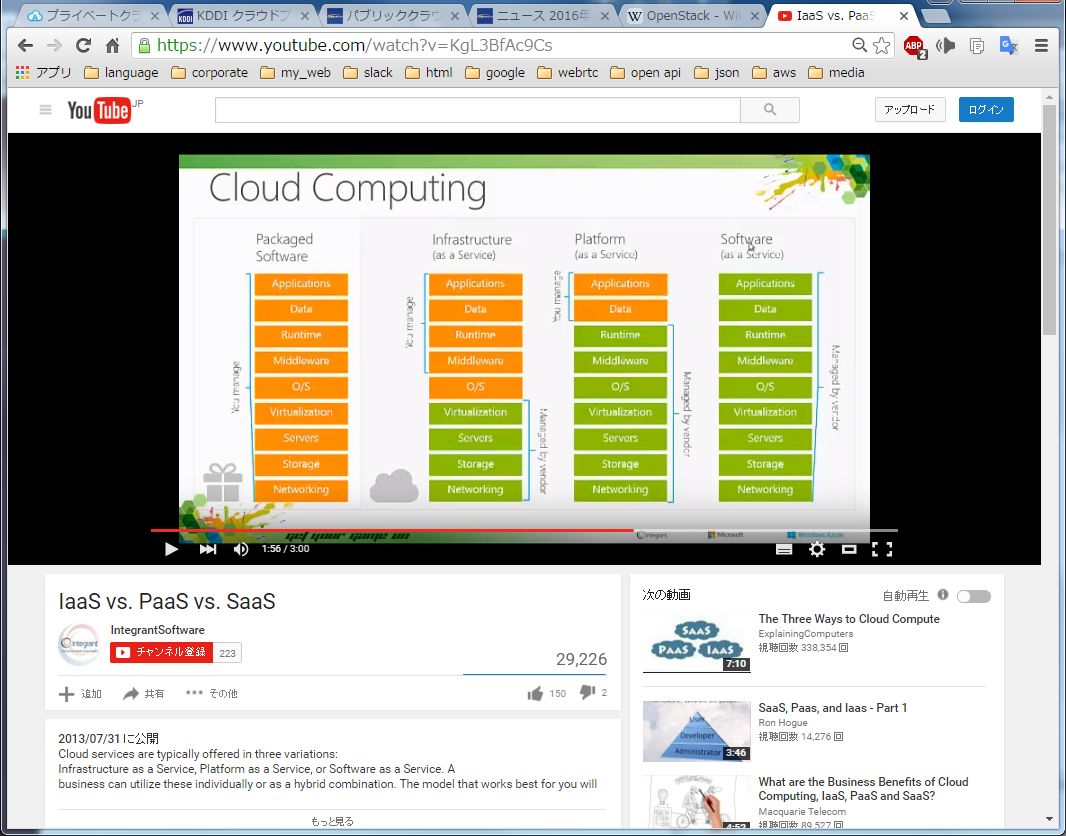 プライベートクラ
KDDI クラウドプ
パブリッククラウ
ニュース 2016年
OpenStack - Wi
IaaS vs. PaaS
https://www.youtube.com/watch?v=KgL3BfAc9Cs
ABP
2
アプリ
language
corporate
my_web
slack
html
google
webrtc
open api
json
aws
media
YouTube JP
アップロード
ログイン
Cloud Computing
Packaged
Software
Infrastructure
(as a Service)
Platform
(as a Service)
Software
(as a Service)
Applications Applications Applications Applications
Data Data Data Data
Runtime Runtime Runtime Runtime
Middleware Middleware Middleware Middleware
O/S O/S O/S O/S
Virtualization Virtualization Virtualization Virtualization
Servers Servers Servers Servers
Storage Storage Storage Storage
Networking Networking Networking Networking
You manage
You manage
Managed by vendor
You manage
Managed by vendor
Managed by vendor
Get your game on
Integrant
Microsoft
Windows Azure
1:56 / 3:00
IaaS vs. PaaS vs. SaaS
integrant
IntegrantSoftware
チャンネル登録
223
29,226
追加
共有
その他
150
2
2013/07/31 に公開
Cloud services are typically offered in three variations:
Infrastructure as a Service, Platform as a Service, or Software as a Service. A
business can utilize these individually or as a hybrid combination. The model that works best for you will
もっと見る
次の動画
自動再生
SAAS
PAAS
IAAS
7:10
The Three Ways to Cloud Compute
ExplainingComputers
視聴回数 338,354 回
User
Developer
Administrator
3:46
SaaS, Paas, and Iaas - Part 1
Ron Hogue
視聴回数 14,276 回
4:52
What are the Business Benefits of Cloud
Computing, IaaS, PaaS and SaaS?
Macquarie Telecom
視聴回数 89,527 回